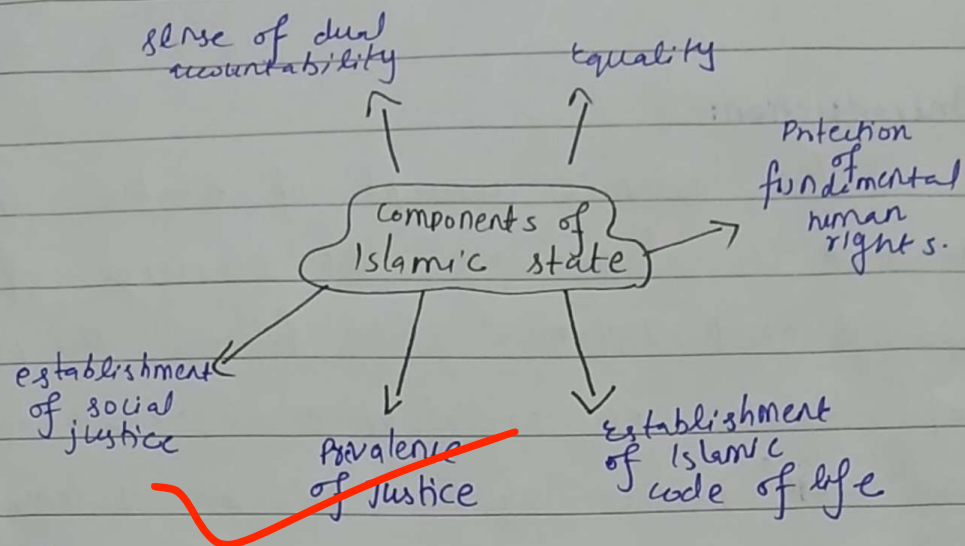 sense of dual
accountability
Equality
Protection
of
fundimental
human
rights.
Components of
Islamic state
establishment
of social
justice
Prevalence
of Justice
Establishment
of Islamic
code of life